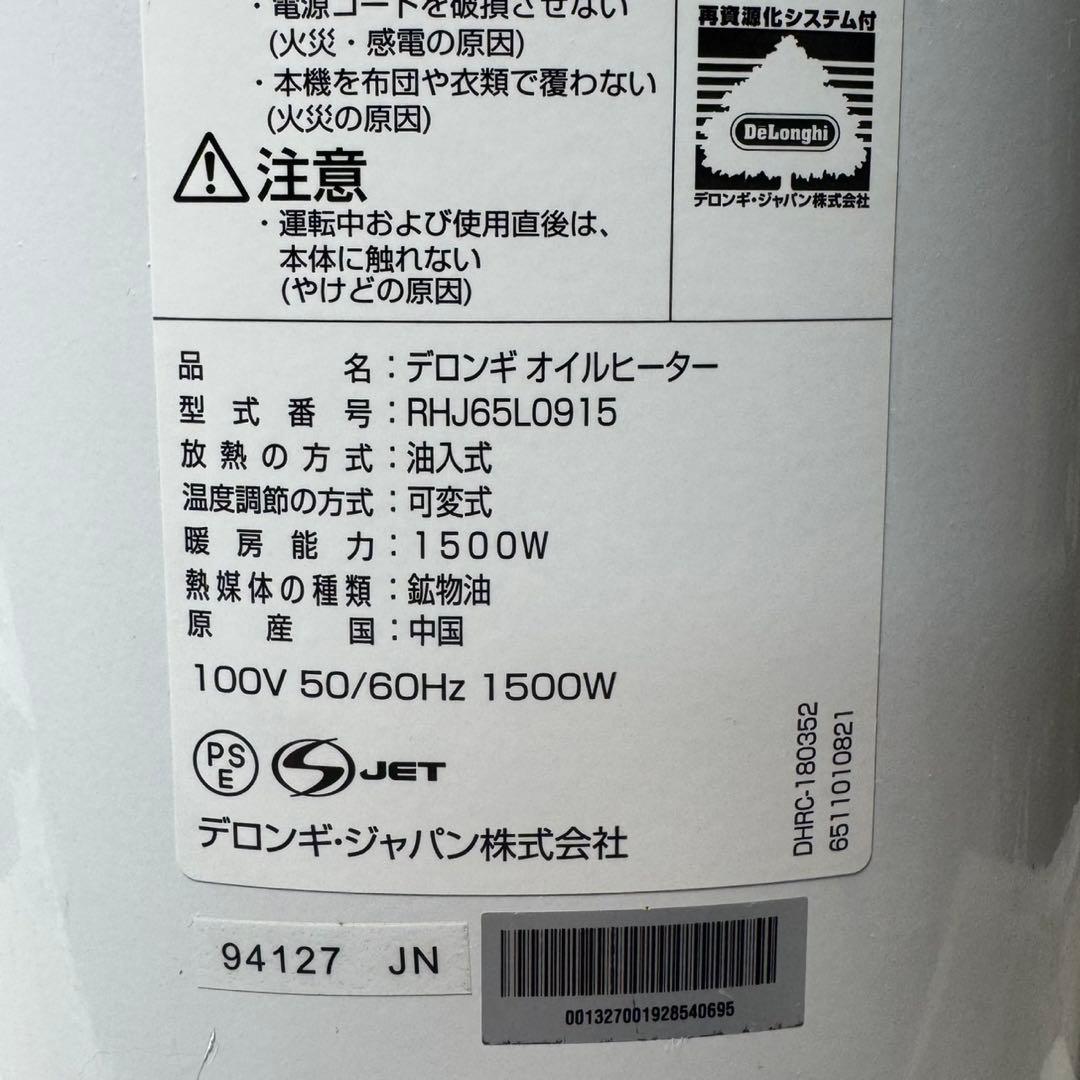 ・電源コードを破損させない
(火災・感電の原因)
・本機を布団や衣類で覆わない
(火災の原因)
注意
・運転中および使用直後は、
本体に触れない
(やけどの原因)
再資源化システム付
DeLonghi
デロンギ・ジャパン株式会社
品名：デロンギ オイルヒーター
型式番号：RHJ65L0915
放熱の方式：油入式
温度調節の方式：可変式
暖房能力：1500W
熱媒体の種類：鉱物油
原産国：中国
100V 50/60Hz 1500W
PSE
S JET
デロンギ・ジャパン株式会社
DHRC-180352
6511010821
94127 JN
001327001928540695